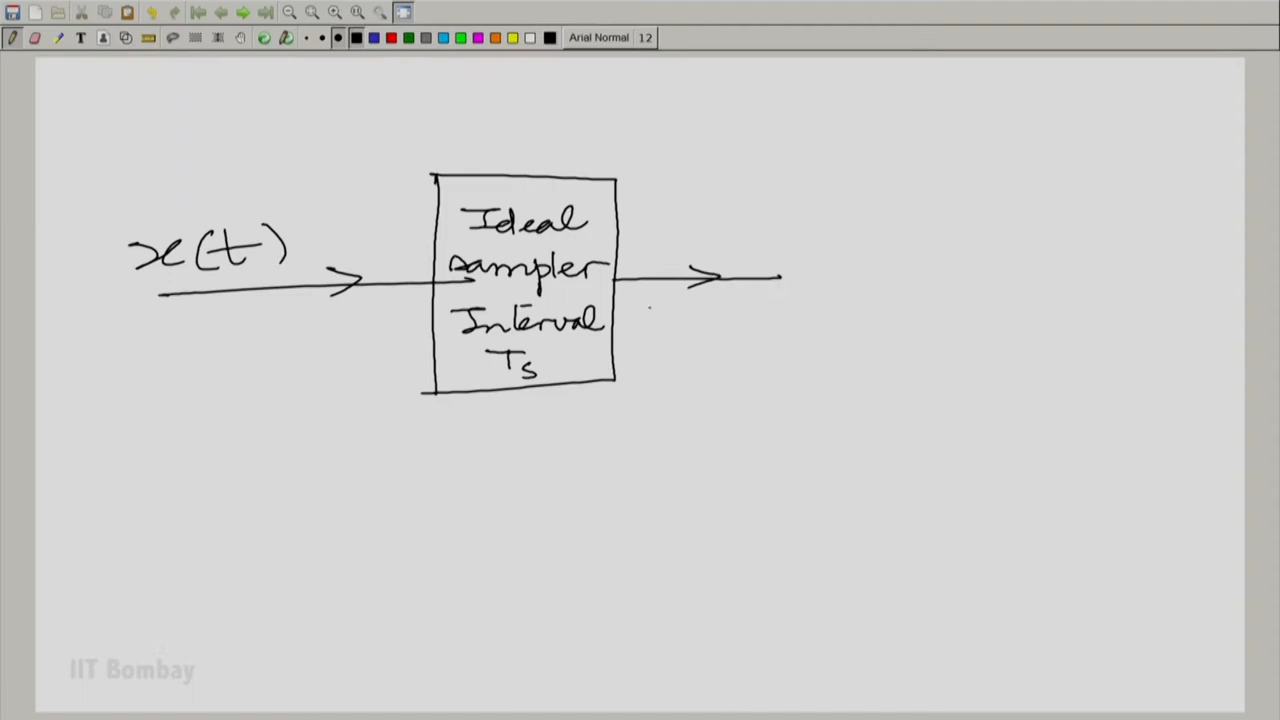 Arial Normal 12
x(t)
Ideal
sampler
Interval
Ts
IIT Bombay